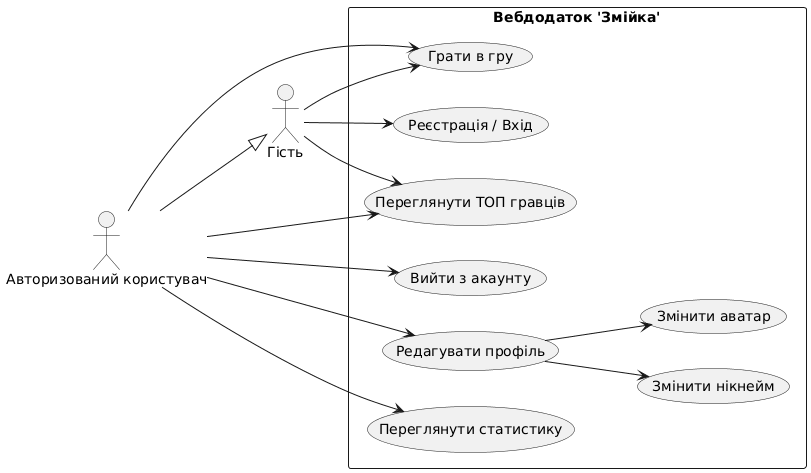 Вебдодаток 'Змійка'
Грати в гру
Гість
Реєстрація / Вхід
Переглянути ТОП гравців
Авторизований користувач
Вийти з акаунту
Редагувати профіль
Змінити аватар
Змінити нікнейм
Переглянути статистику